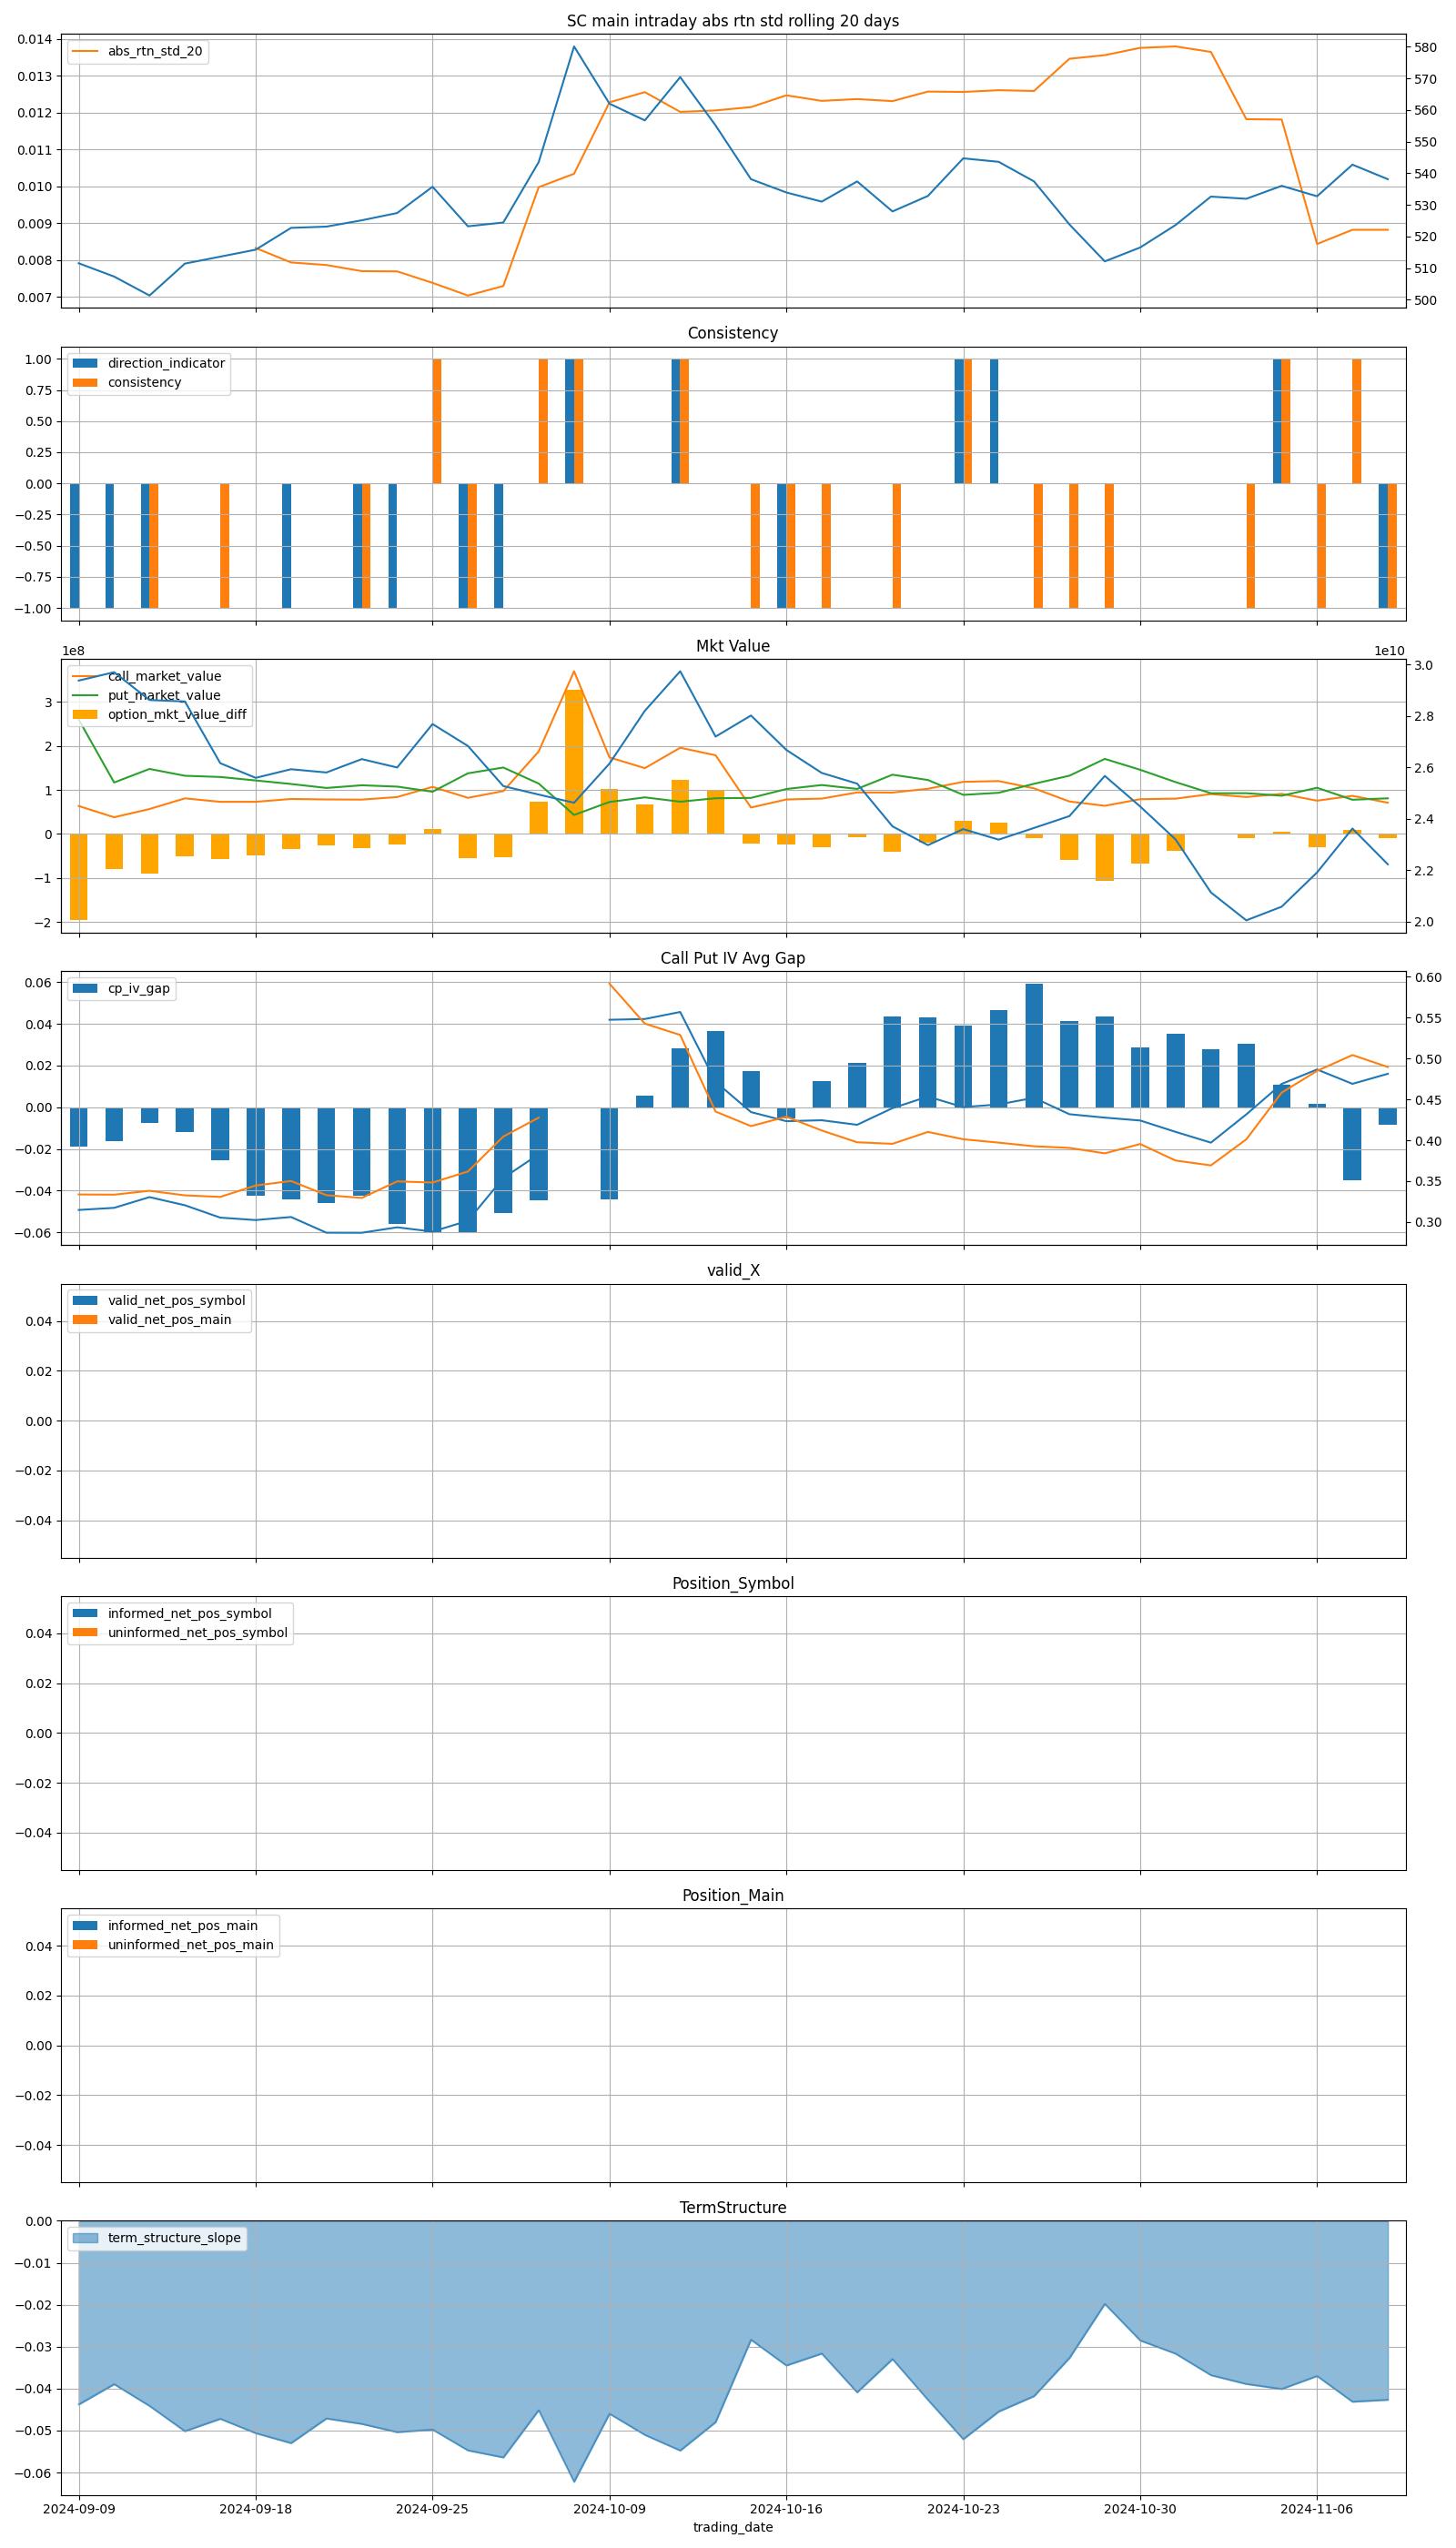 SC main intraday abs rtn std rolling 20 days
abs_rtn_std_20
0.014
0.013
0.012
0.011
0.010
0.009
0.008
0.007
580
570
560
550
540
530
520
510
500
Consistency
direction_indicator
consistency
1.00
0.75
0.50
0.25
0.00
−0.25
−0.50
−0.75
−1.00
Mkt Value
1e8
1e10
call_market_value
put_market_value
option_mkt_value_diff
3
2
1
0
−1
−2
3.0
2.8
2.6
2.4
2.2
2.0
Call Put IV Avg Gap
cp_iv_gap
0.06
0.04
0.02
0.00
−0.02
−0.04
−0.06
0.60
0.55
0.50
0.45
0.40
0.35
0.30
valid_X
valid_net_pos_symbol
valid_net_pos_main
0.04
0.02
0.00
−0.02
−0.04
Position_Symbol
informed_net_pos_symbol
uninformed_net_pos_symbol
0.04
0.02
0.00
−0.02
−0.04
Position_Main
informed_net_pos_main
uninformed_net_pos_main
0.04
0.02
0.00
−0.02
−0.04
TermStructure
term_structure_slope
0.00
−0.01
−0.02
−0.03
−0.04
−0.05
−0.06
2024-09-09 2024-09-18 2024-09-25 2024-10-09 2024-10-16 2024-10-23 2024-10-30 2024-11-06
trading_date